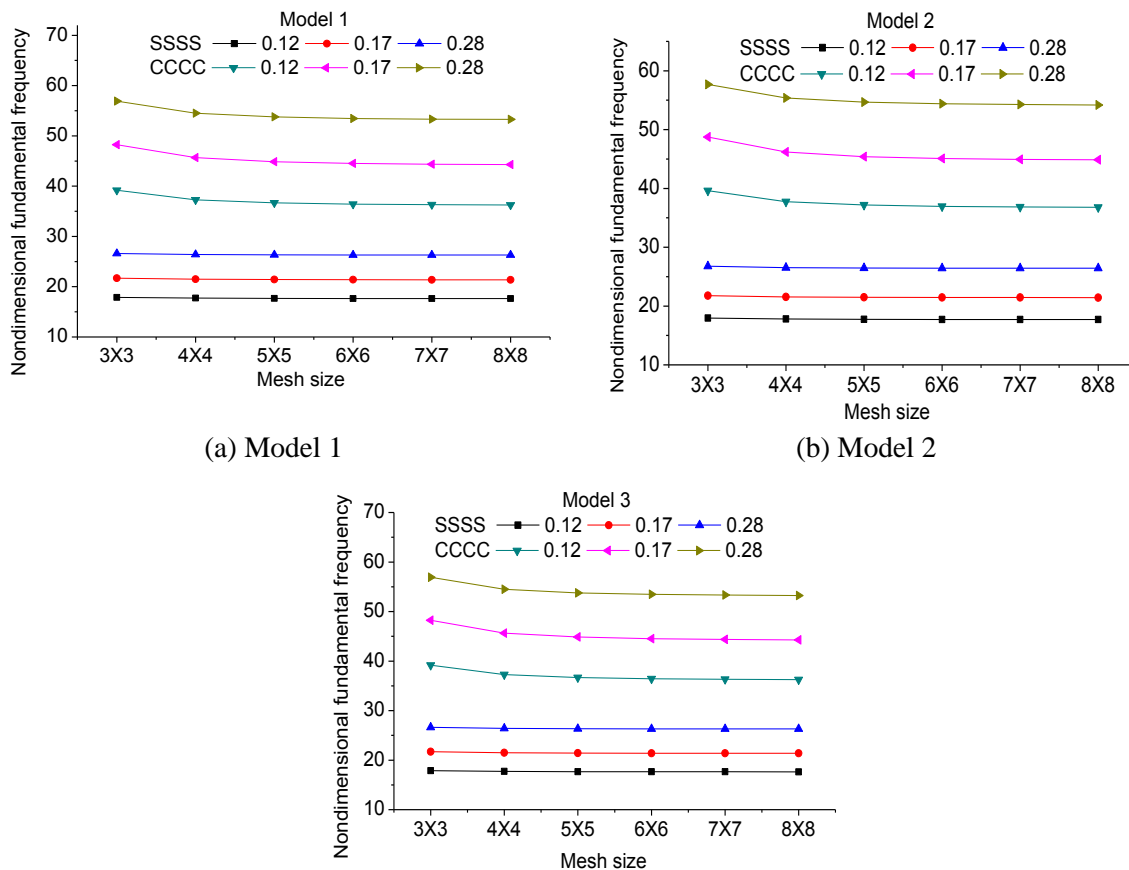 Model 1
SSSS 0.12 0.17 0.28
CCCC 0.12 0.17 0.28
Nondimensional fundamental frequency
70
60
50
40
30
20
10
3X3 4X4 5X5 6X6 7X7 8X8
Mesh size
(a) Model 1
Model 2
SSSS 0.12 0.17 0.28
CCCC 0.12 0.17 0.28
Nondimensional fundamental frequency
60
50
40
30
20
10
3X3 4X4 5X5 6X6 7X7 8X8
Mesh size
(b) Model 2
Model 3
SSSS 0.12 0.17 0.28
CCCC 0.12 0.17 0.28
Nondimensional fundamental frequency
70
60
50
40
30
20
10
3X3 4X4 5X5 6X6 7X7 8X8
Mesh size